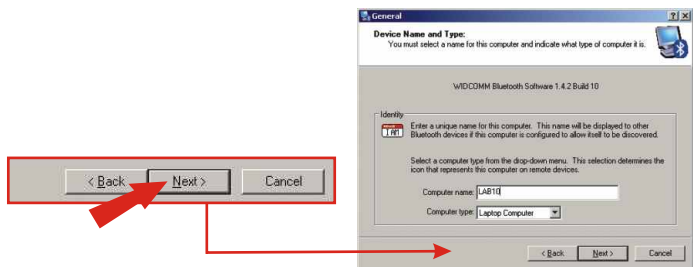 General
Device Name and Type:
You must select a name for this computer and indicate what type of computer it is.
WIDCOMM Bluetooth Software 1.4.2 Build 10
Identity
I AM
Enter a unique name for this computer. This name will be displayed to other
Bluetooth devices if this computer is configured to allow itself to be discovered.
Select a computer type from the drop-down menu. This selection determines the
icon that represents this computer on remote devices.
Computer name: LAB10
Computer type: Laptop Computer
< Back Next > Cancel
< Back Next > Cancel